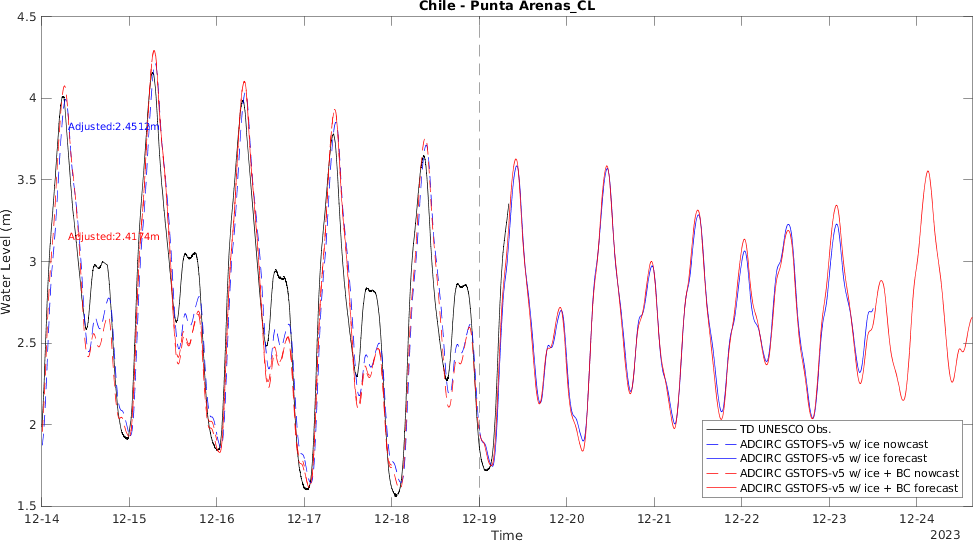 Chile - Punta Arenas_CL
4.5
4
3.5
3
2.5
2
1.5
Water Level (m)
Adjusted:2.4512m
Adjusted:2.4174m
TD UNESCO Obs.
ADCIRC GSTOFS-v5 w/ ice nowcast
ADCIRC GSTOFS-v5 w/ ice forecast
ADCIRC GSTOFS-v5 w/ ice + BC nowcast
ADCIRC GSTOFS-v5 w/ ice + BC forecast
12-14 12-15 12-16 12-17 12-18 12-19 12-20 12-21 12-22 12-23 12-24
Time
2023